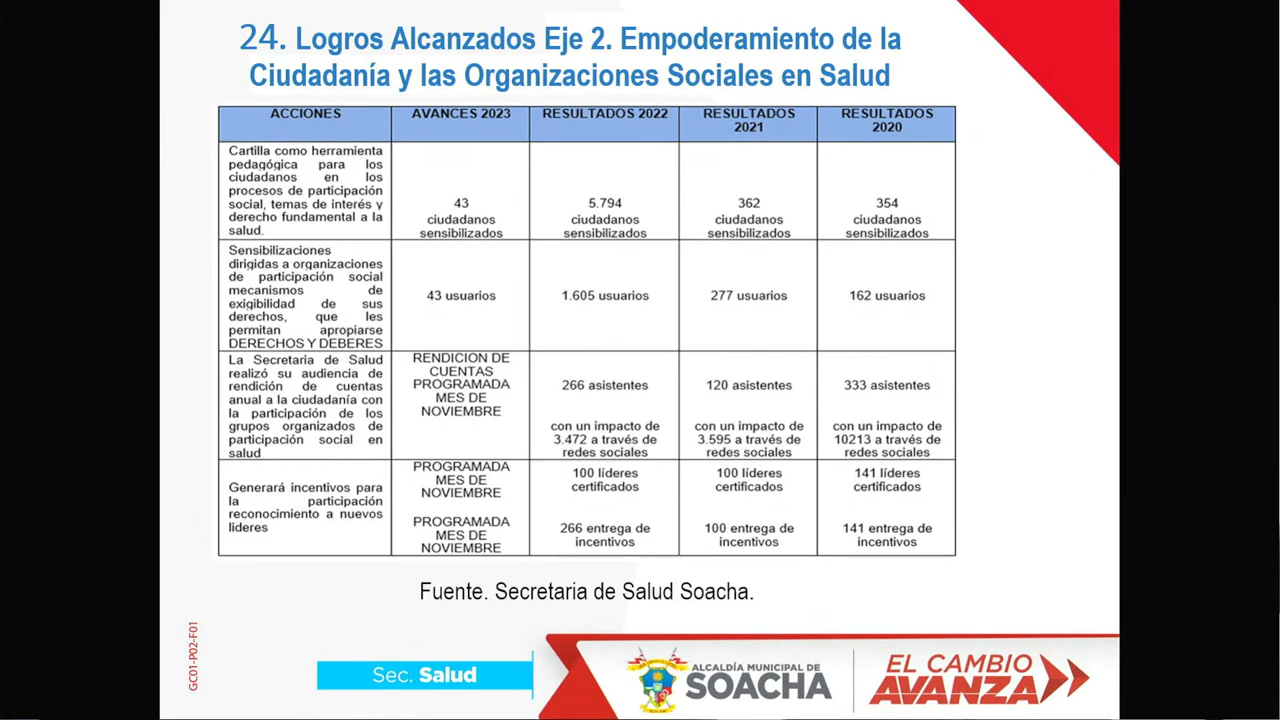 24. Logros Alcanzados Eje 2. Empoderamiento de la
Ciudadanía y las Organizaciones Sociales en Salud
ACCIONES
AVANCES 2023
RESULTADOS 2022
RESULTADOS
2021
RESULTADOS
2020
Cartilla como herramienta
pedagógica para los
ciudadanos en los
procesos de participación
social, temas de interés y
derecho fundamental a la
salud.
43
ciudadanos
sensibilizados
5.794
ciudadanos
sensibilizados
362
ciudadanos
sensibilizados
354
ciudadanos
sensibilizados
Sensibilizaciones
dirigidas a organizaciones
de participación social
mecanismos de
exigibilidad de sus
derechos, que les
permitan apropiarse
DERECHOS Y DEBERES
43 usuarios
1.605 usuarios
277 usuarios
162 usuarios
La Secretaria de Salud
realizó su audiencia de
rendición de cuentas
anual a la ciudadanía con
la participación de los
grupos organizados de
participación social en
salud
RENDICION DE
CUENTAS
PROGRAMADA
MES DE
NOVIEMBRE
266 asistentes
con un impacto de
3.472 a través de
redes sociales
120 asistentes
con un impacto de
3.595 a través de
redes sociales
333 asistentes
con un impacto de
10213 a través de
redes sociales
Generará incentivos para
la participación
reconocimiento a nuevos
lideres
PROGRAMADA
MES DE
NOVIEMBRE
PROGRAMADA
MES DE
NOVIEMBRE
100 líderes
certificados
266 entrega de
incentivos
100 líderes
certificados
100 entrega de
incentivos
141 líderes
certificados
141 entrega de
incentivos
Fuente. Secretaria de Salud Soacha.
GC01-P02-F01
Sec. Salud
ALCALDÍA MUNICIPAL DE
SOACHA
EL CAMBIO
AVANZA